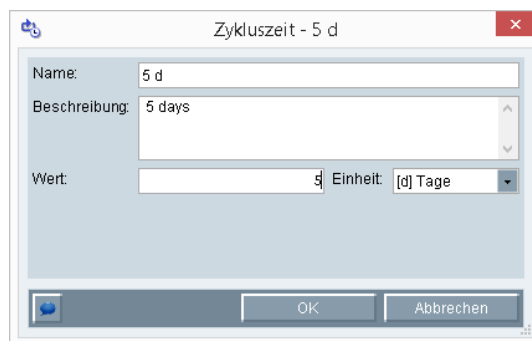 Zykluszeit - 5 d
Name: 5 d
Beschreibung: 5 days
Wert: 5 Einheit: [d] Tage
OK Abbrechen